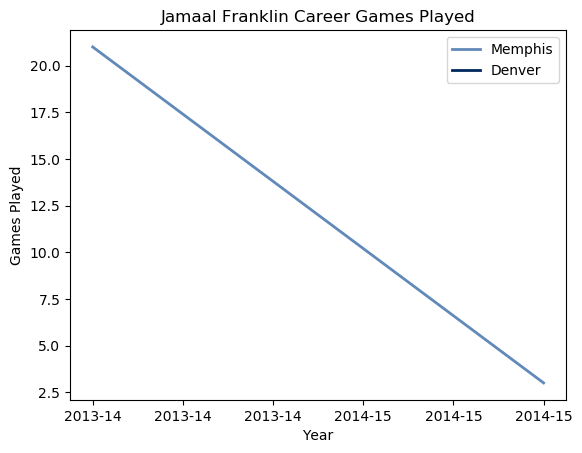 Jamaal Franklin Career Games Played
Memphis
Denver
20.0
17.5
15.0
12.5
10.0
7.5
5.0
2.5
Games Played
2013-14 2013-14 2013-14 2014-15 2014-15 2014-15
Year